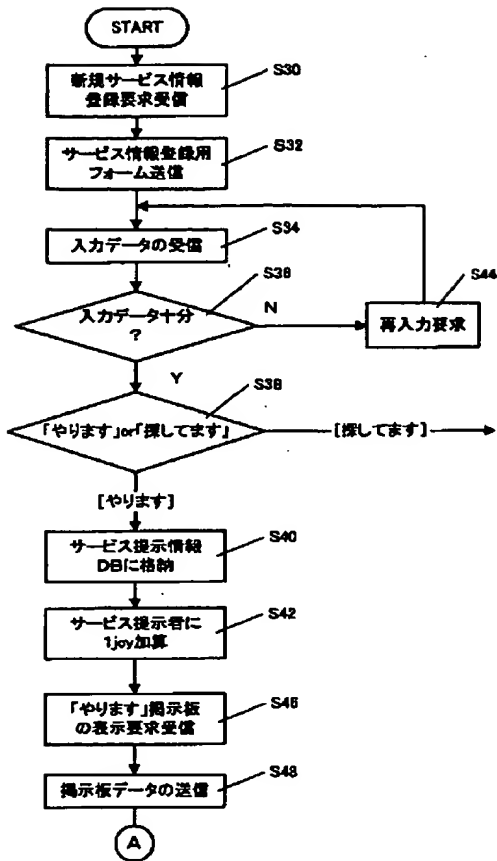 START
新規サービス情報
登録要求受信
S30
サービス情報登録用
フォーム送信
S32
入力データの受信
S34
入力データ十分
?
S36
N
再入力要求
S44
Y
「やります」or「探してます」
S38
[探してます]
[やります]
サービス提示情報
DBに格納
S40
サービス提示者に
1joy加算
S42
「やります」掲示板
の表示要求受信
S46
掲示板データの送信
S48
A